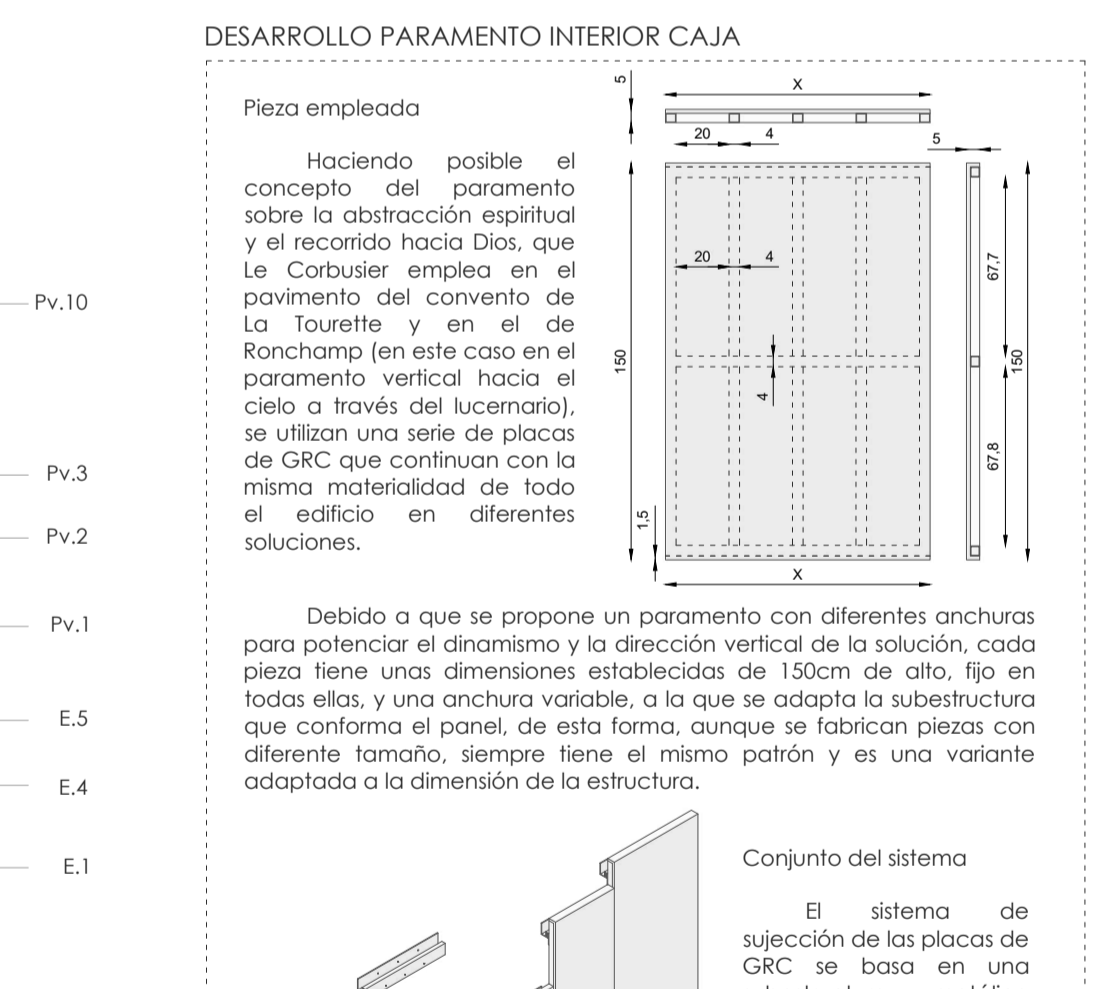 DESARROLLO PARAMENTO INTERIOR CAJA
Pieza empleada
Haciendo posible el
concepto del paramento
sobre la abstracción espiritual
y el recorrido hacia Dios, que
Le Corbusier emplea en el
pavimento del convento de
La Tourette y en el de
Ronchamp (en este caso en el
paramento vertical hacia el
cielo a través del lucernario),
se utilizan una serie de placas
de GRC que continuan con la
misma materialidad de todo
el edificio en diferentes
soluciones.
5
X
20 4
5
20 4
67,7
150
150
4
67,8
1,5
X
Debido a que se propone un paramento con diferentes anchuras
para potenciar el dinamismo y la dirección vertical de la solución, cada
pieza tiene unas dimensiones establecidas de 150cm de alto, fijo en
todas ellas, y una anchura variable, a la que se adapta la subestructura
que conforma el panel, de esta forma, aunque se fabrican piezas con
diferente tamaño, siempre tiene el mismo patrón y es una variante
adaptada a la dimensión de la estructura.
Conjunto del sistema
El sistema de
sujección de las placas de
GRC se basa en una
Pv.10
Pv.3
Pv.2
Pv.1
E.5
E.4
E.1